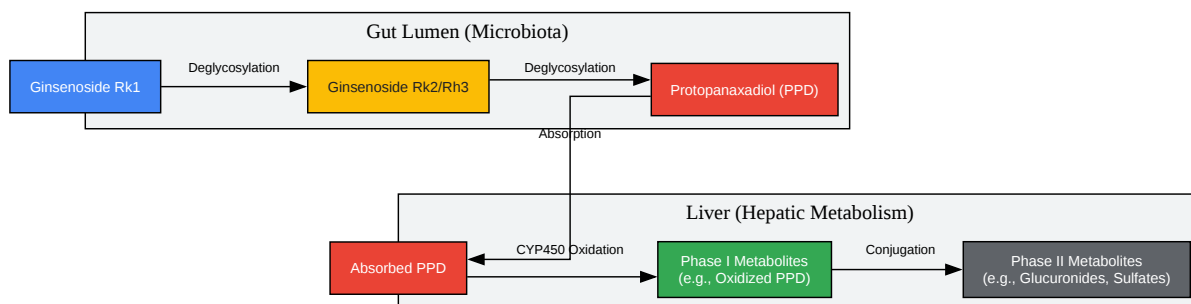 Gut Lumen (Microbiota)
Ginsenoside Rk1
Deglycosylation
Ginsenoside Rk2/Rh3
Deglycosylation
Protopanaxadiol (PPD)
Absorption
Liver (Hepatic Metabolism)
Absorbed PPD
CYP450 Oxidation
Phase I Metabolites
(e.g., Oxidized PPD)
Conjugation
Phase II Metabolites
(e.g., Glucuronides, Sulfates)